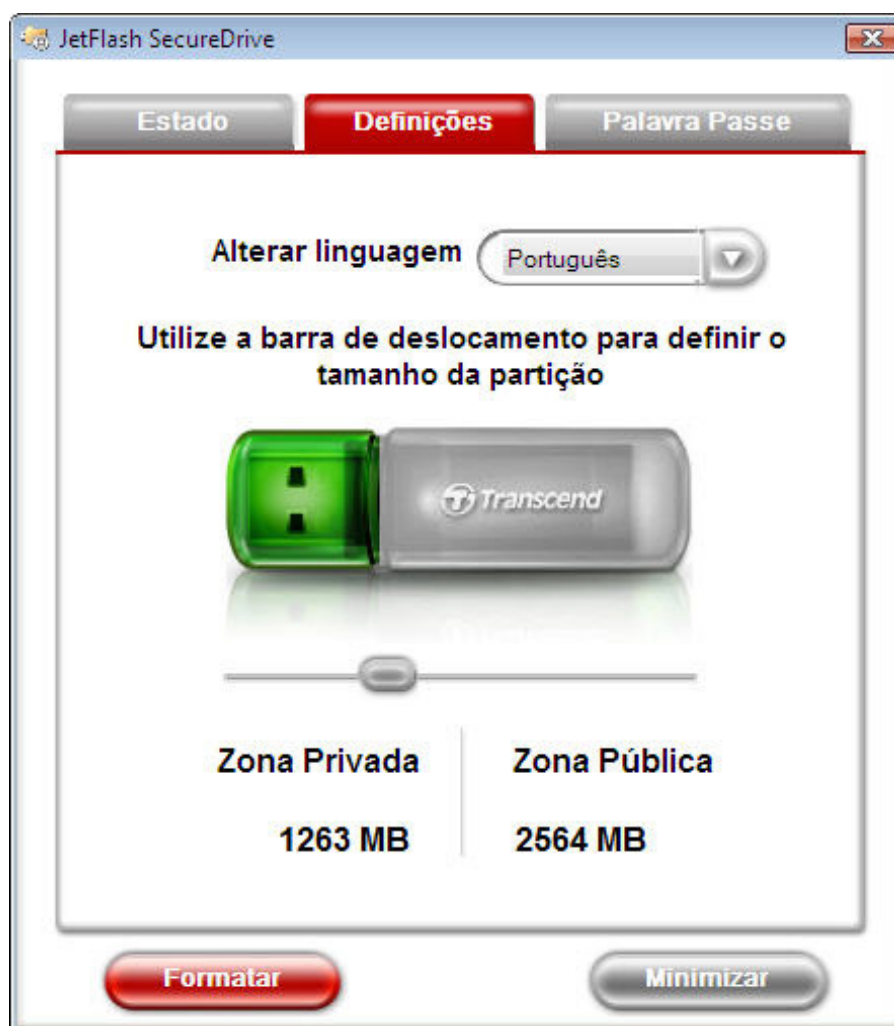 JetFlash SecureDrive
Estado
Definições
Palavra Passe
Alterar linguagem
Português
Utilize a barra de deslocamento para definir o
tamanho da partição
Transcend
Zona Privada
Zona Pública
1263 MB
2564 MB
Formatar
Minimizar